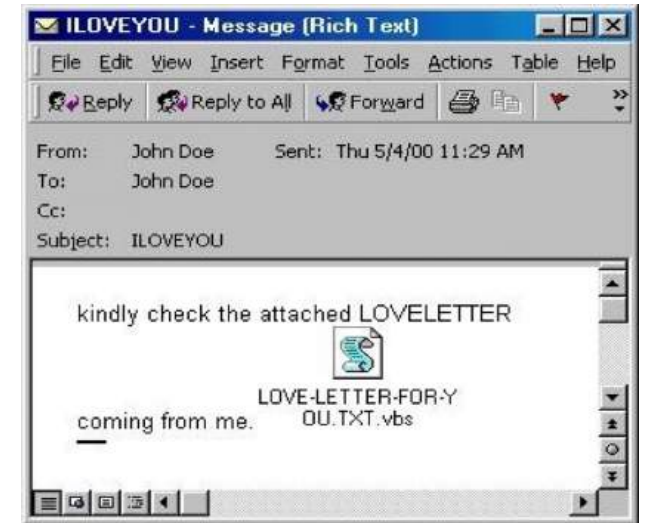 ILOVEYOU - Message (Rich Text)
File Edit View Insert Format Tools Actions Table Help
Reply Reply to All Forward
From: John Doe Sent: Thu 5/4/00 11:29 AM
To: John Doe
Cc:
Subject: ILOVEYOU
kindly check the attached LOVELETTER
LOVE-LETTER-FOR-Y
OU.TXT.vbs
coming from me.